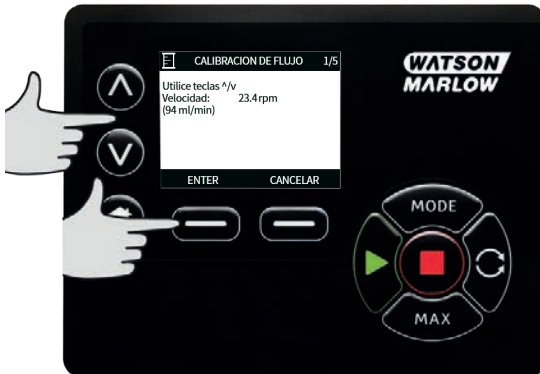 CALIBRACION DE FLUJO 1/5
Utilice teclas ^/v
Velocidad: 23.4 rpm
(94 ml/min)
ENTER CANCELAR
WATSON
MARLOW
MODE
MAX